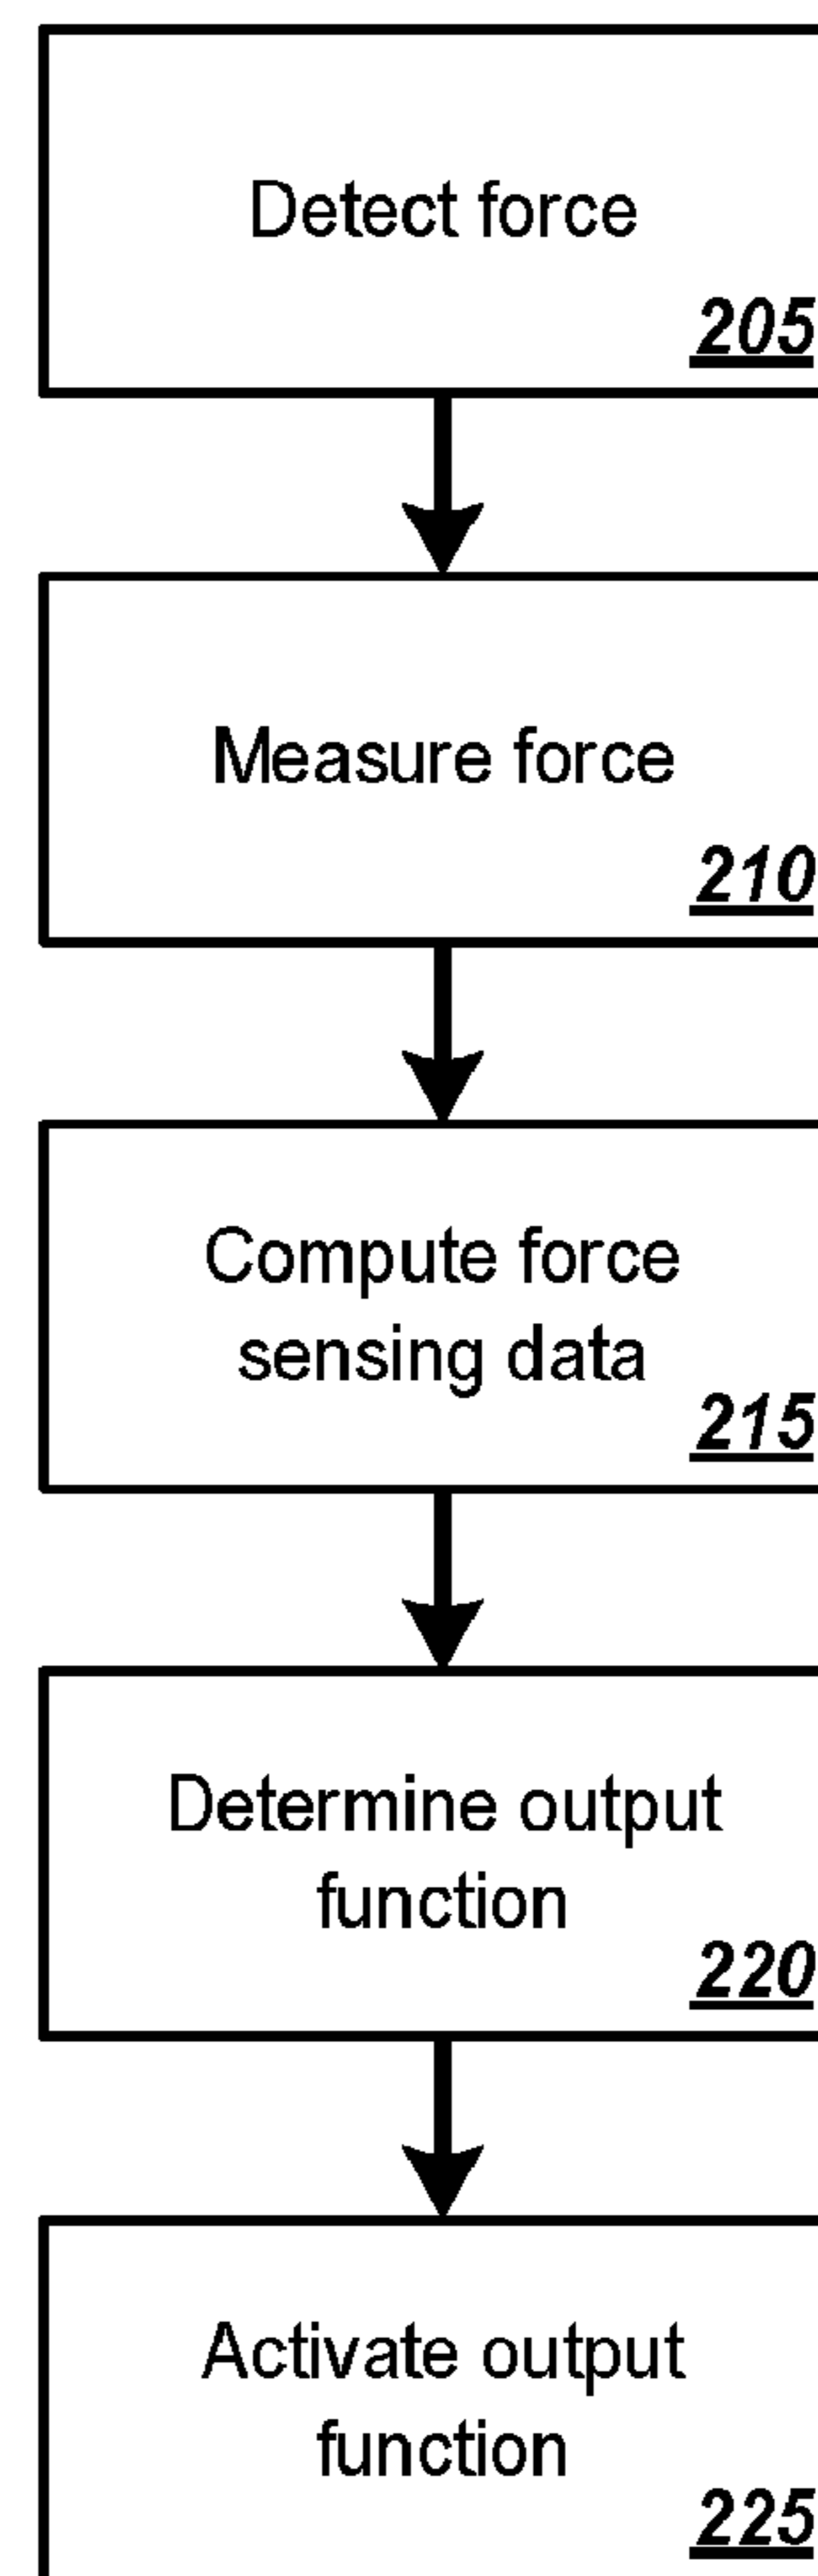 Detect force
205
Measure force
210
Compute force
sensing data
215
Determine output
function
220
Activate output
function
225